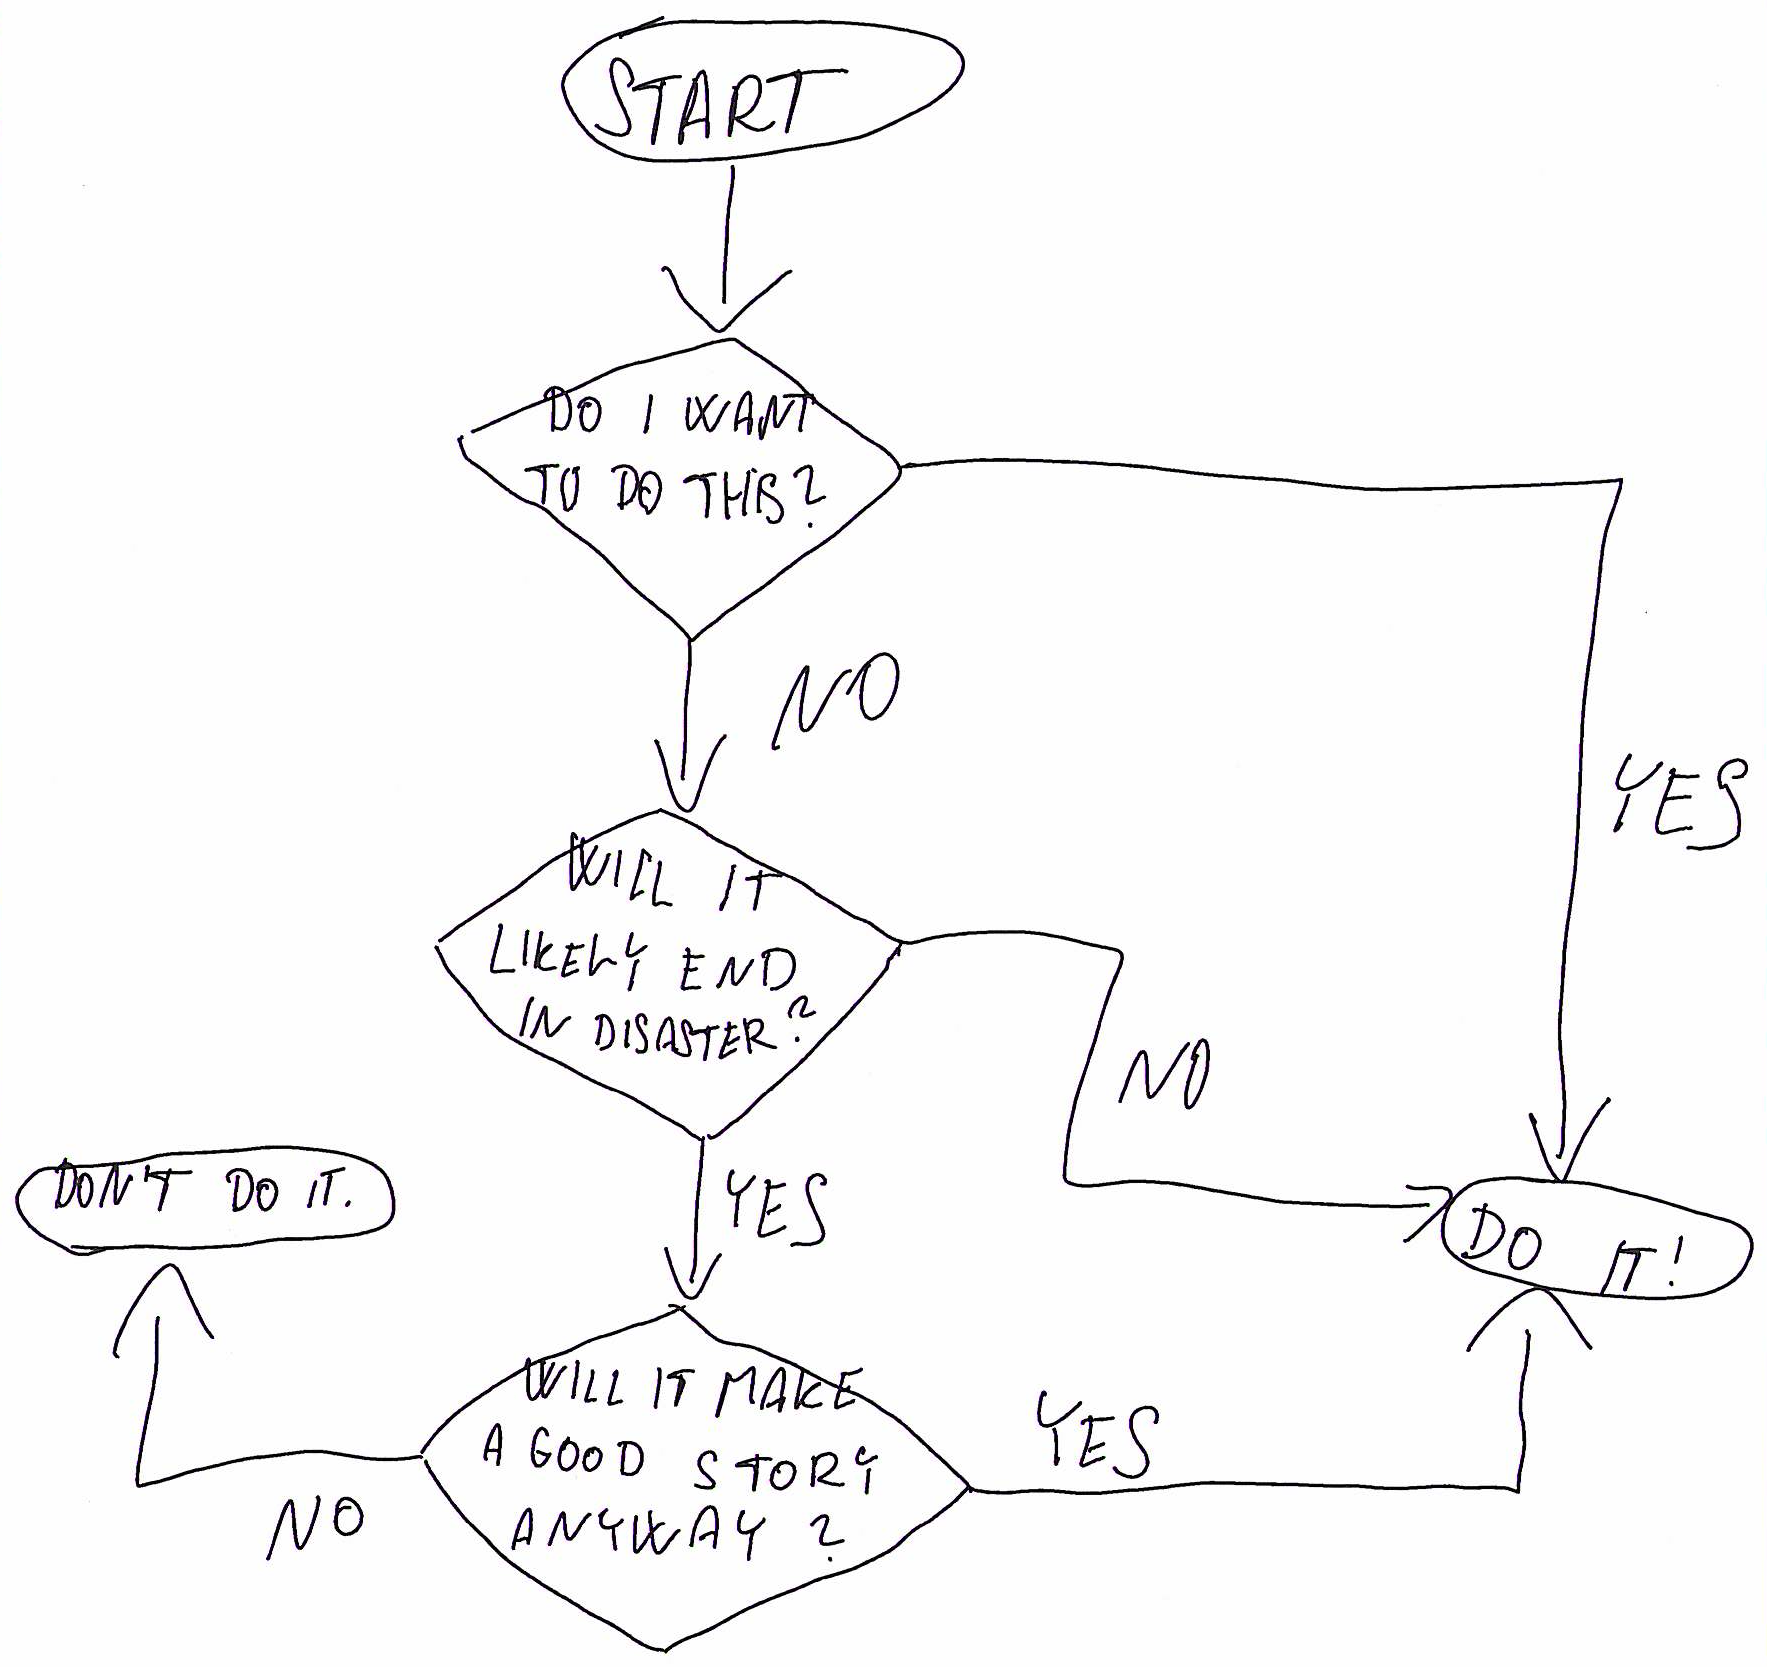 START
DO I WANT
TO DO THIS?
NO
YES
WILL IT
LIKELY END
IN DISASTER?
NO
YES
DON'T DO IT.
DO IT!
WILL IT MAKE
A GOOD STORY
ANYWAY?
YES
NO